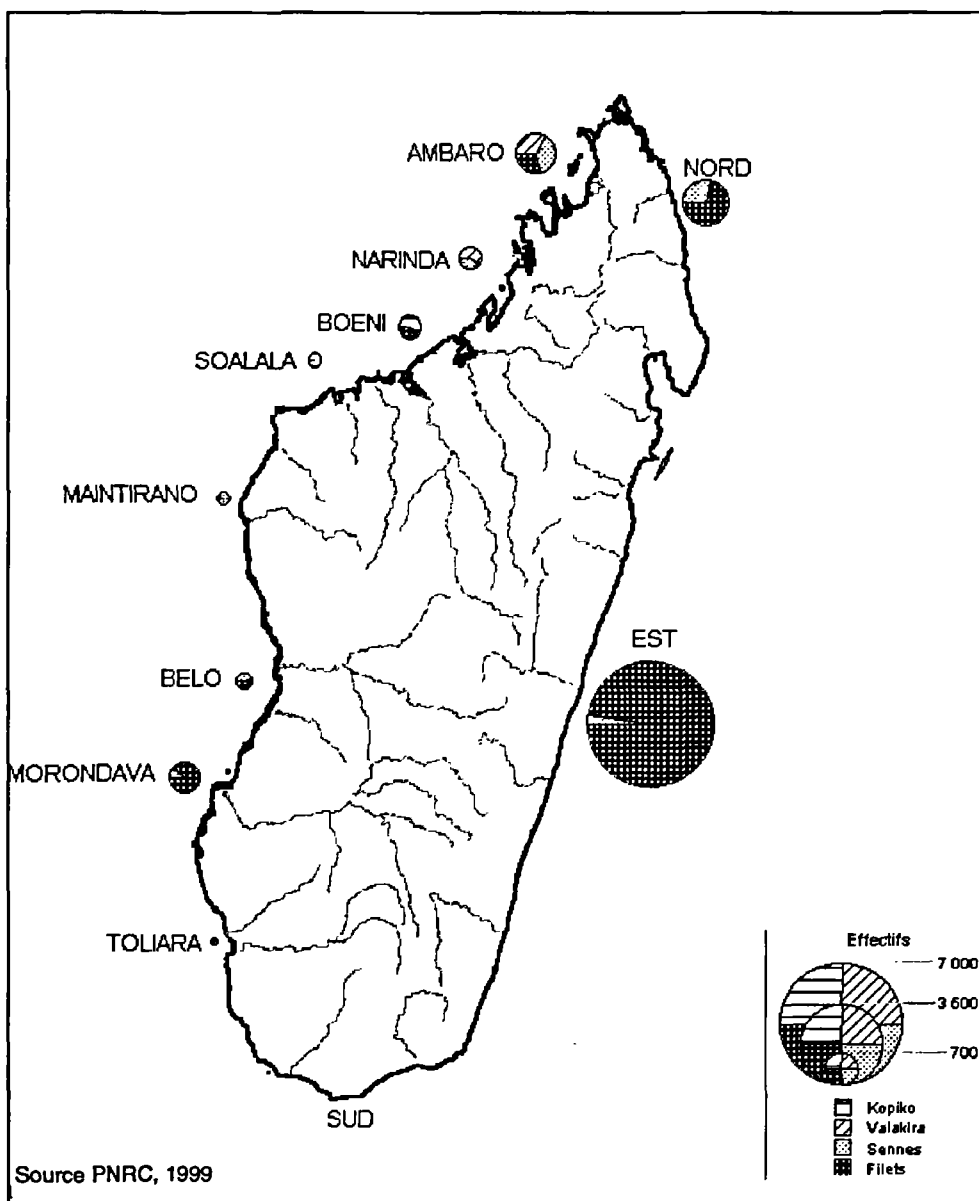 AMBARO
NORD
NARINDA
BOENI
SOALALA
MAINTIRANO
EST
BELO
MORONDAVA
TOLIARA
SUD
Effectifs
7 000
3 600
700
Kopiko
Valakira
Sennes
Filets
Source PNRC, 1999